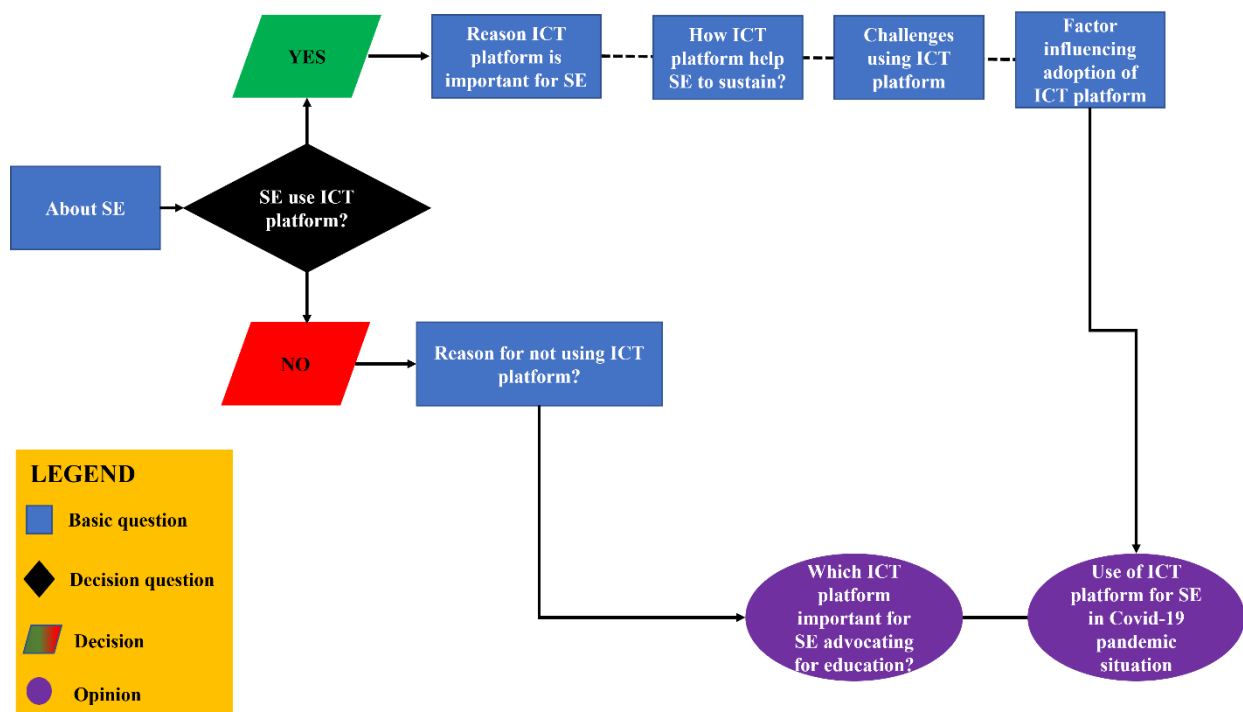 YES
Reason ICT
platform is
important for SE
How ICT
platform help
SE to sustain?
Challenges
using ICT
platform
Factor
influencing
adoption of
ICT platform
About SE
SE use ICT
platform?
NO
Reason for not using ICT
platform?
LEGEND
Basic question
Decision question
Decision
Opinion
Which ICT
platform
important for
SE advocating
for education?
Use of ICT
platform for SE
in Covid-19
pandemic
situation